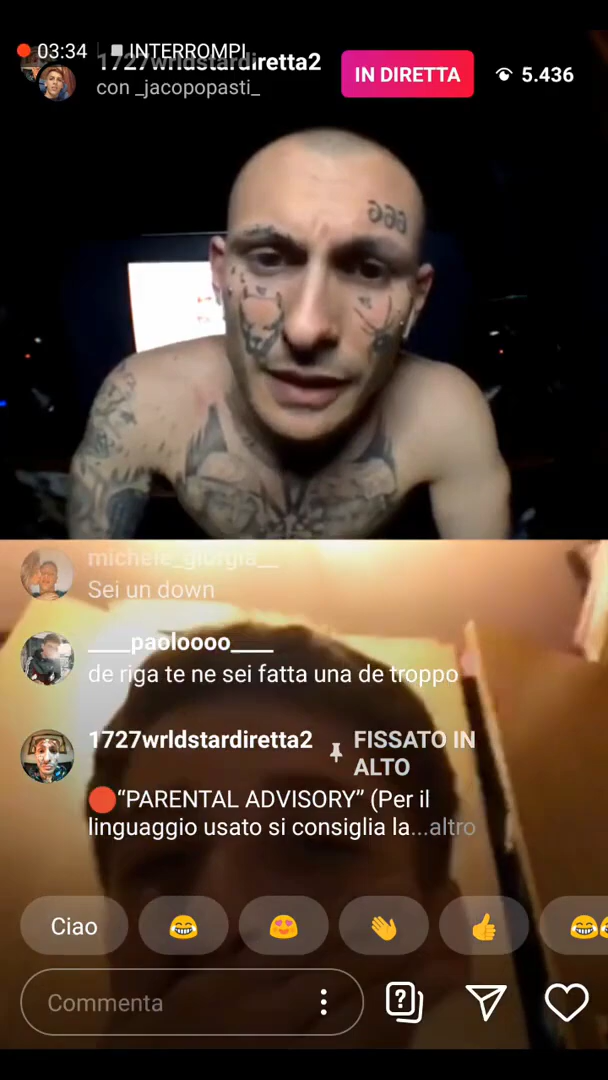 03:34 INTERROMPI
1727wrldstardiretta2
con _jacopopasti_
IN DIRETTA
5.436
666
michele_giorgia__
Sei un down
____paoloooo____
de riga te ne sei fatta una de troppo
1727wrldstardiretta2 FISSATO IN
ALTO
🔴“PARENTAL ADVISORY” (Per il
linguaggio usato si consiglia la...altro
Ciao 😂 😍 👏 👍 😂
Commenta